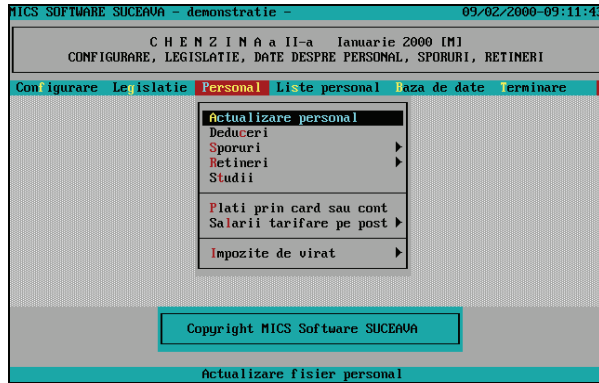 MICS SOFTWARE SUCEAVA - demonstratie - 09/02/2000-09:11:43
C H E N Z I N A a II-a Ianuarie 2000 [M]
CONFIGURARE, LEGISLATIE, DATE DESPRE PERSONAL, SPORURI, RETINERI
Configurare Legislatie Personal Liste personal Baza de date Terminare
Actualizare personal
Deduceri
Sporuri
Retineri
Studii
Plati prin card sau cont
Salarii tarifare pe post
Impozite de virat
Copyright MICS Software SUCEAVA
Actualizare fisier personal